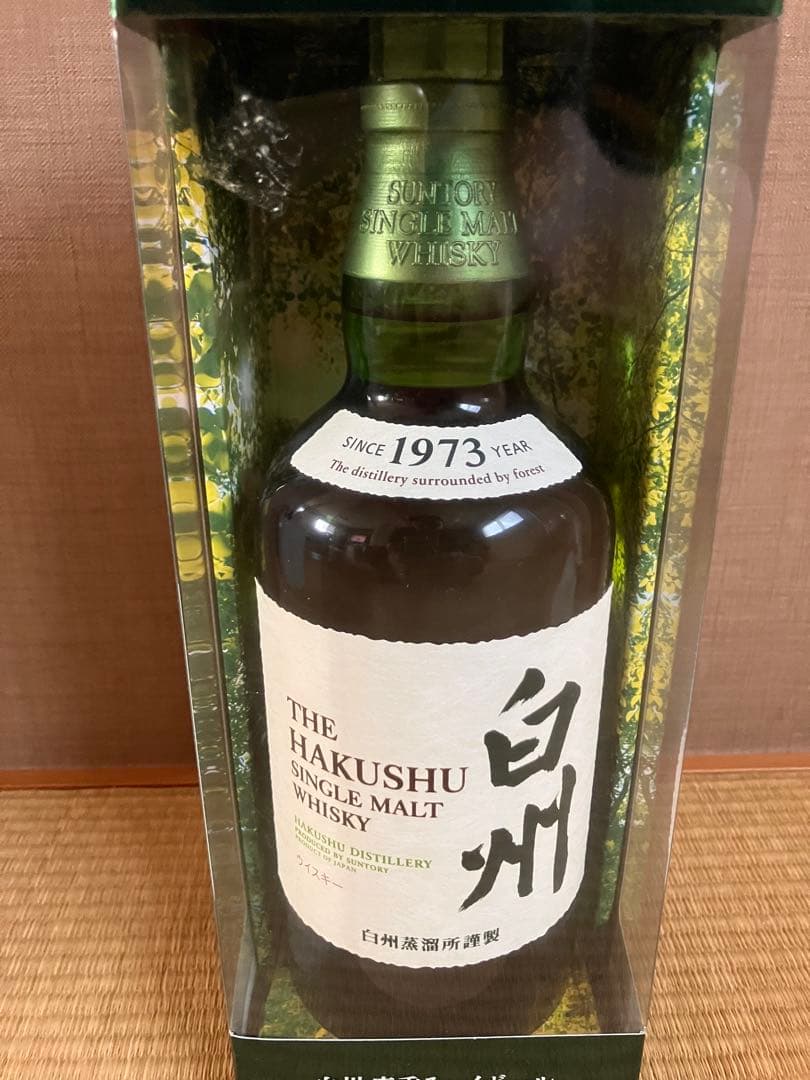 SUNTORY
SINGLE MALT
WHISKY
SINCE 1973 YEAR
The distillery surrounded by forest
THE
HAKUSHU
SINGLE MALT
WHISKY
白州
HAKUSHU DISTILLERY
PRODUCED BY SUNTORY
PRODUCT OF JAPAN
ウイスキー
白州蒸溜所謹製